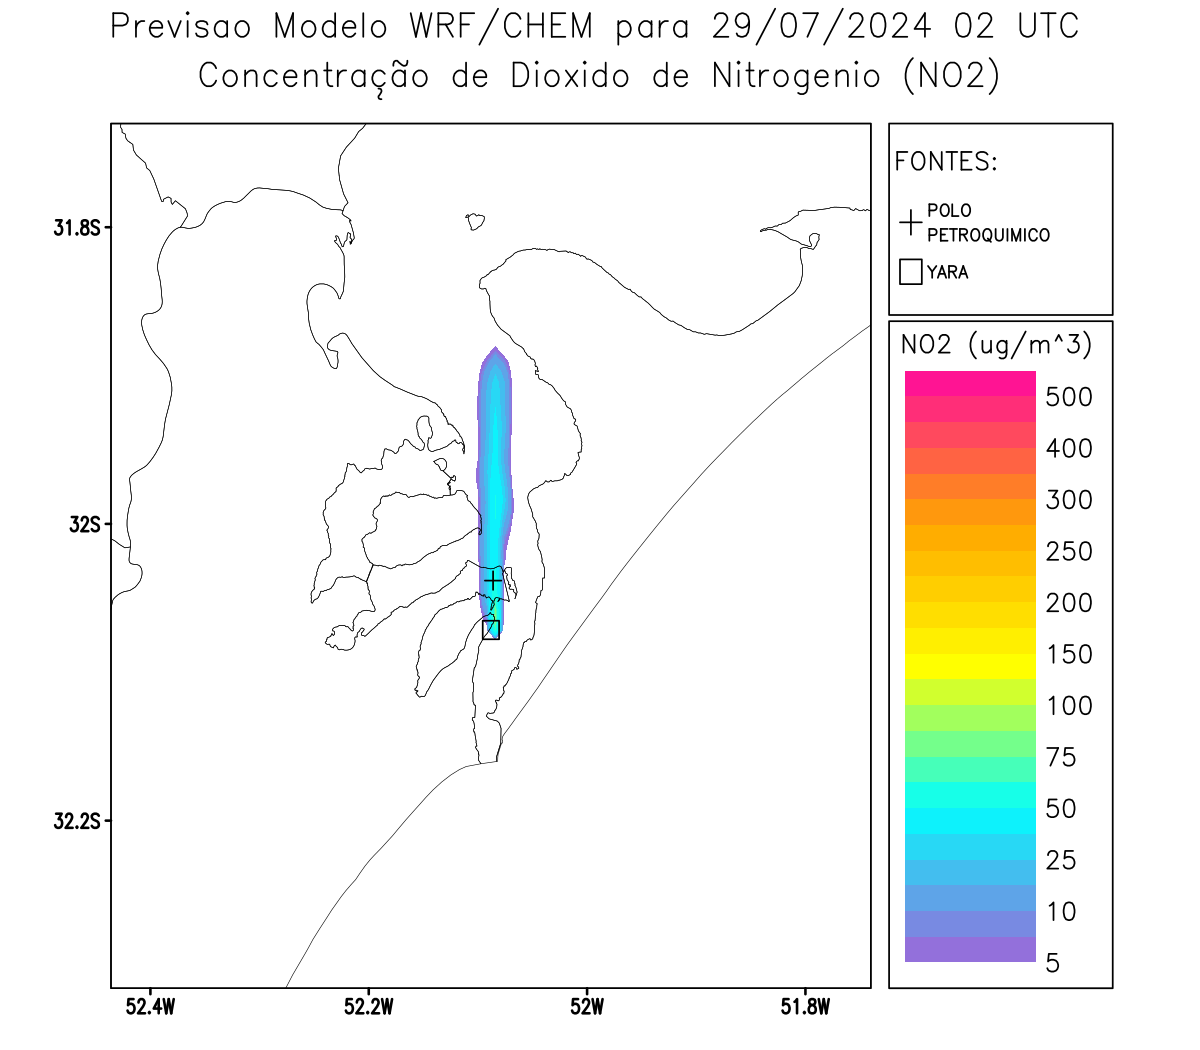 Previsao Modelo WRF/CHEM para 29/07/2024 02 UTC
Concentração de Dioxido de Nitrogenio (NO2)
FONTES:
POLO
PETROQUIMICO
YARA
31.8S
32S
32.2S
52.4W
52.2W
52W
51.8W
NO2 (ug/m^3)
500
400
300
250
200
150
100
75
50
25
10
5